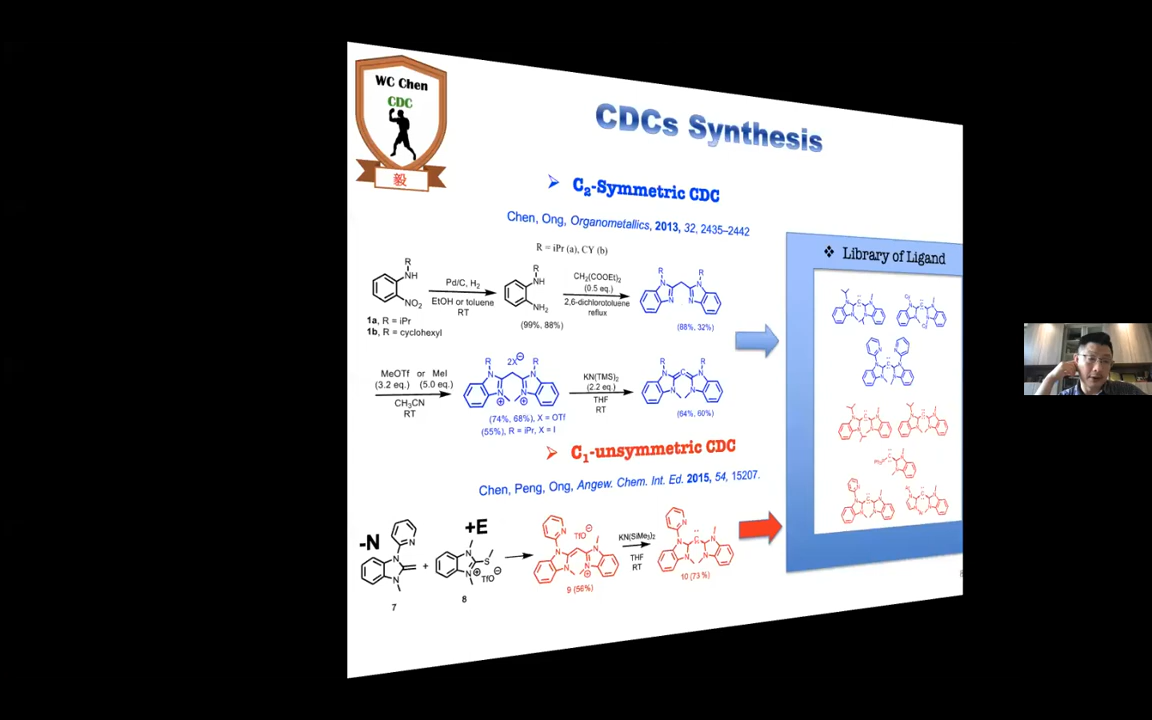 WC Chen
CDC
毅
CDCs Synthesis
➢ C₂-Symmetric CDC
Chen, Ong, Organometallics, 2013, 32, 2435–2442
R = iPr (a), CY (b)
R
NH
NO₂
1a, R = iPr
1b, R = cyclohexyl
Pd/C, H₂
EtOH or toluene
RT
R
NH
NH₂
(99%, 88%)
CH₂(COOEt)₂
(0.5 eq.)
2,6-dichlorotoluene
reflux
R R
N N
N N
(88%, 32%)
MeOTf or MeI
(3.2 eq.) (5.0 eq.)
CH₃CN
RT
R 2X⊖ R
N N
N⊕ N⊕
(74%, 68%), X = OTf
(55%), R = iPr, X = I
KN(TMS)₂
(2.2 eq.)
THF
RT
R R
N C N
N N
(64%, 60%)
➢ C₁-unsymmetric CDC
Chen, Peng, Ong, Angew. Chem. Int. Ed. 2015, 54, 15207.
-N
N
N
N
7
+
+E
N
S
N⊕
TfO⊖
8
N
TfO⊖
N N
N N⊕
9 (56%)
KN(SiMe₃)₂
THF
RT
N
N C N
N N
10 (73 %)
❖ Library of Ligand